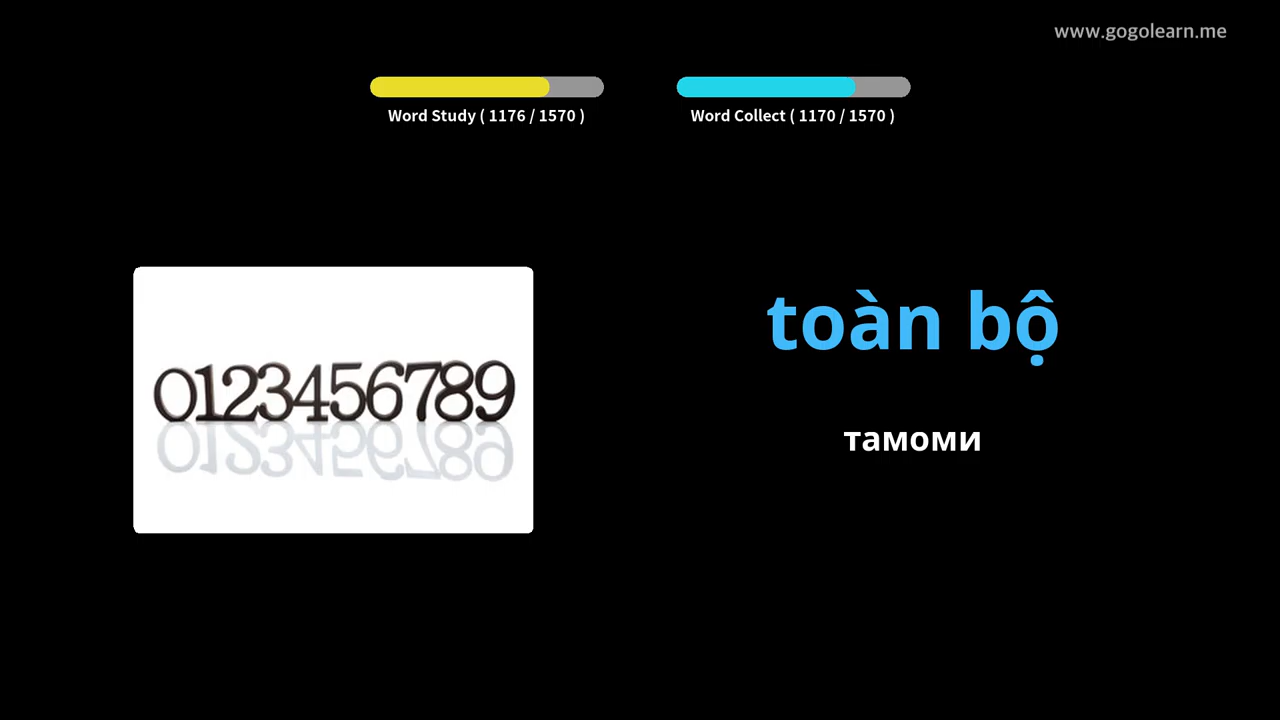 www.gogolearn.me
Word Study ( 1176 / 1570 )
Word Collect ( 1170 / 1570 )
0123456789
toàn bộ
тамоми